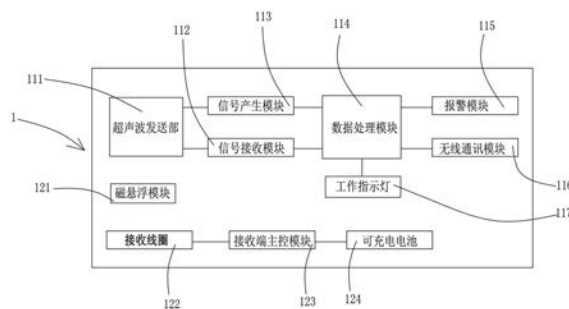 112
113
114
115
111
1
超声波发送部
信号产生模块
数据处理模块
报警模块
信号接收模块
无线通讯模块
116
121
磁悬浮模块
工作指示灯
117
接收线圈
接收端主控模块
可充电电池
122
123
124